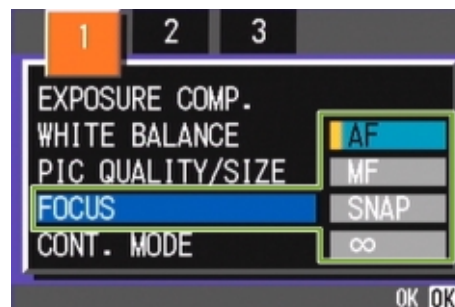 1 2 3
EXPOSURE COMP.
WHITE BALANCE AF
PIC QUALITY/SIZE MF
FOCUS SNAP
CONT. MODE ∞
OK OK